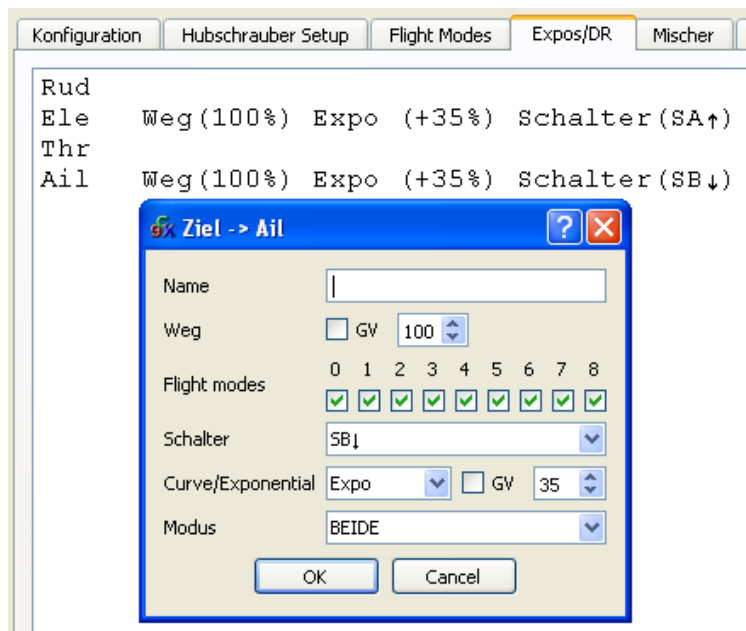 Konfiguration Hubschrauber Setup Flight Modes Expos/DR Mischer
Rud
Ele Weg(100%) Expo (+35%) Schalter(SA↑)
Thr
Ail Weg(100%) Expo (+35%) Schalter(SB↓)
Ziel -> Ail
Name
Weg GV 100
0 1 2 3 4 5 6 7 8
Flight modes
Schalter SB↓
Curve/Exponential Expo GV 35
Modus BEIDE
OK Cancel